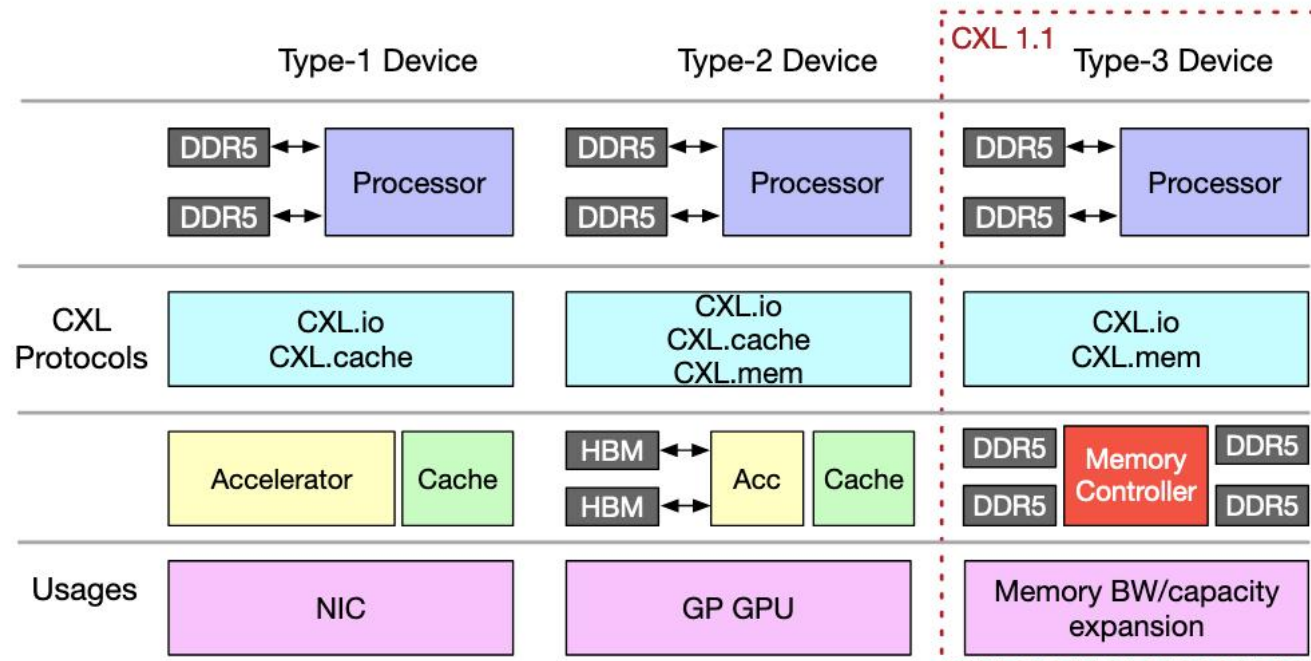 CXL 1.1
Type-1 Device
Type-2 Device
Type-3 Device
DDR5
DDR5
Processor
DDR5
DDR5
Processor
DDR5
DDR5
Processor
CXL
Protocols
CXL.io
CXL.cache
CXL.io
CXL.cache
CXL.mem
CXL.io
CXL.mem
Accelerator
Cache
HBM
HBM
Acc
Cache
DDR5
DDR5
Memory
Controller
DDR5
DDR5
Usages
NIC
GP GPU
Memory BW/capacity
expansion